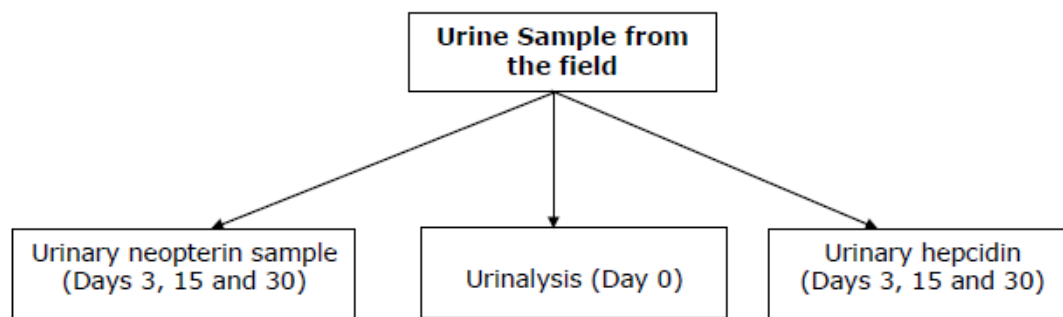 Urine Sample from
the field
Urinary neopterin sample
(Days 3, 15 and 30)
Urinalysis (Day 0)
Urinary hepcidin
(Days 3, 15 and 30)